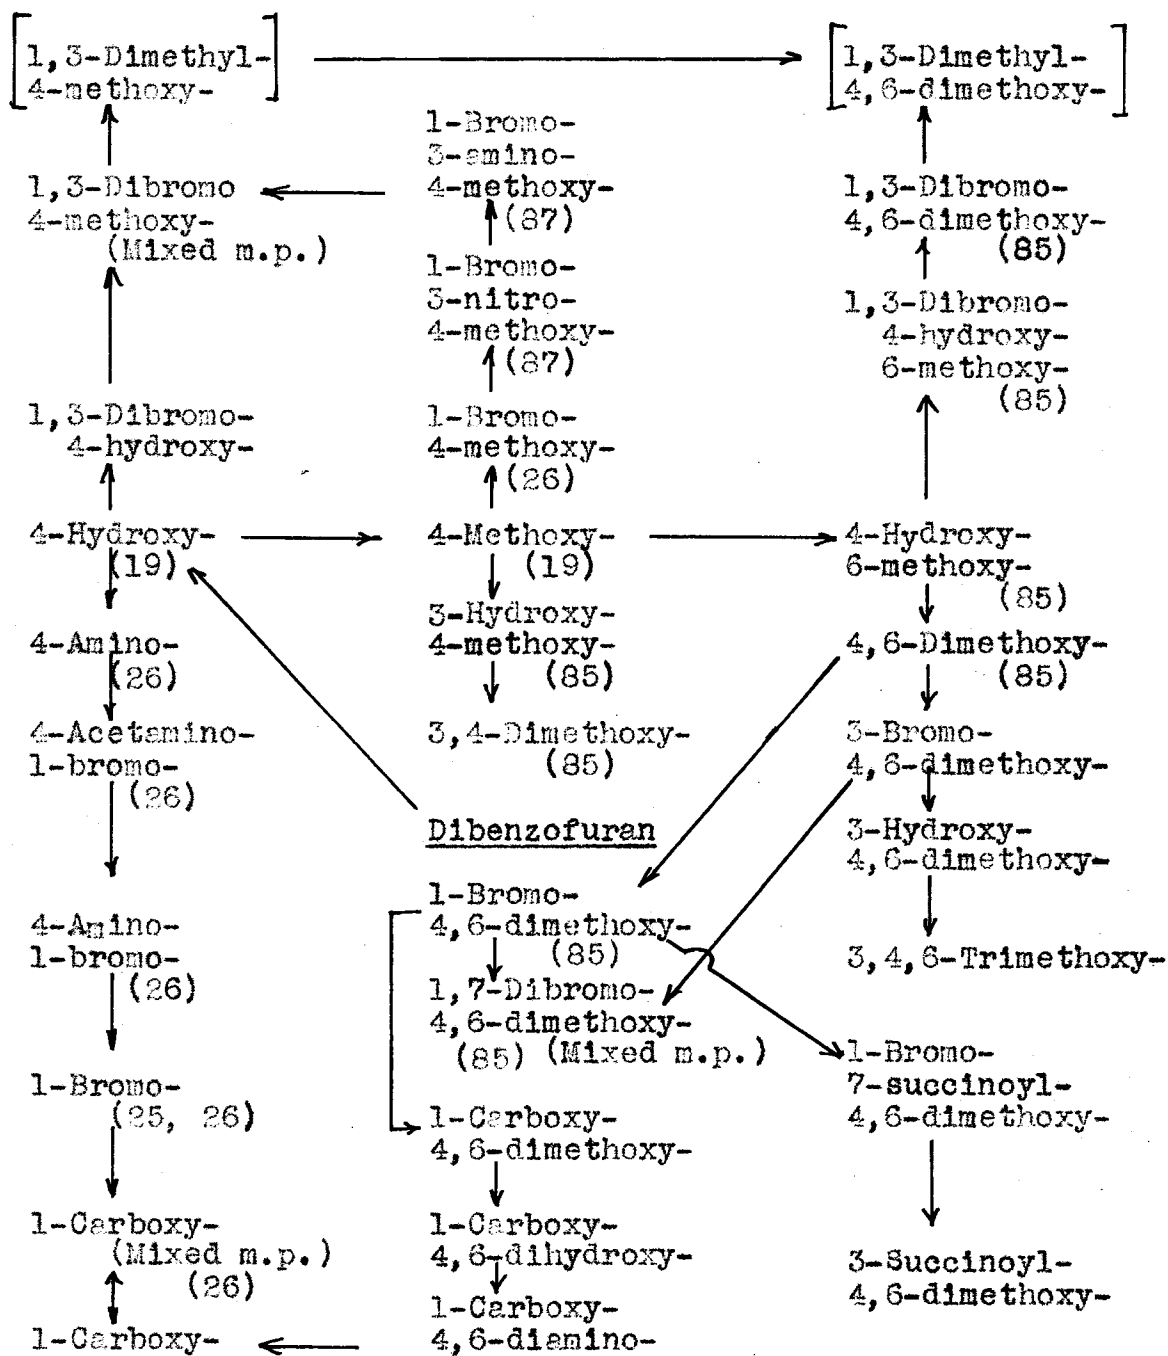 1,3-Dimethyl-
4-methoxy-
1,3-Dibromo
4-methoxy-
(Mixed m.p.)
1,3-Dibromo-
4-hydroxy-
4-Hydroxy-
(19)
4-Amino-
(26)
4-Acetamino-
1-bromo-
(26)
4-Amino-
1-bromo-
(26)
1-Bromo-
(25, 26)
1-Carboxy-
(Mixed m.p.)
(26)
1-Carboxy-
1-Bromo-
3-amino-
4-methoxy-
(87)
1-Bromo-
3-nitro-
4-methoxy-
(87)
1-Bromo-
4-methoxy-
(26)
4-Methoxy-
(19)
3-Hydroxy-
4-methoxy-
(85)
3,4-Dimethoxy-
(85)
Dibenzofuran
1-Bromo-
4,6-dimethoxy-
(85)
1,7-Dibromo-
4,6-dimethoxy-
(85) (Mixed m.p.)
1-Carboxy-
4,6-dimethoxy-
1-Carboxy-
4,6-dihydroxy-
1-Carboxy-
4,6-diamino-
1,3-Dimethyl-
4,6-dimethoxy-
1,3-Dibromo-
4,6-dimethoxy-
(85)
1,3-Dibromo-
4-hydroxy-
6-methoxy-
(85)
4-Hydroxy-
6-methoxy-
(85)
4,6-Dimethoxy-
(85)
3-Bromo-
4,6-dimethoxy-
3-Hydroxy-
4,6-dimethoxy-
3,4,6-Trimethoxy-
1-Bromo-
7-succinoyl-
4,6-dimethoxy-
3-Succinoyl-
4,6-dimethoxy-